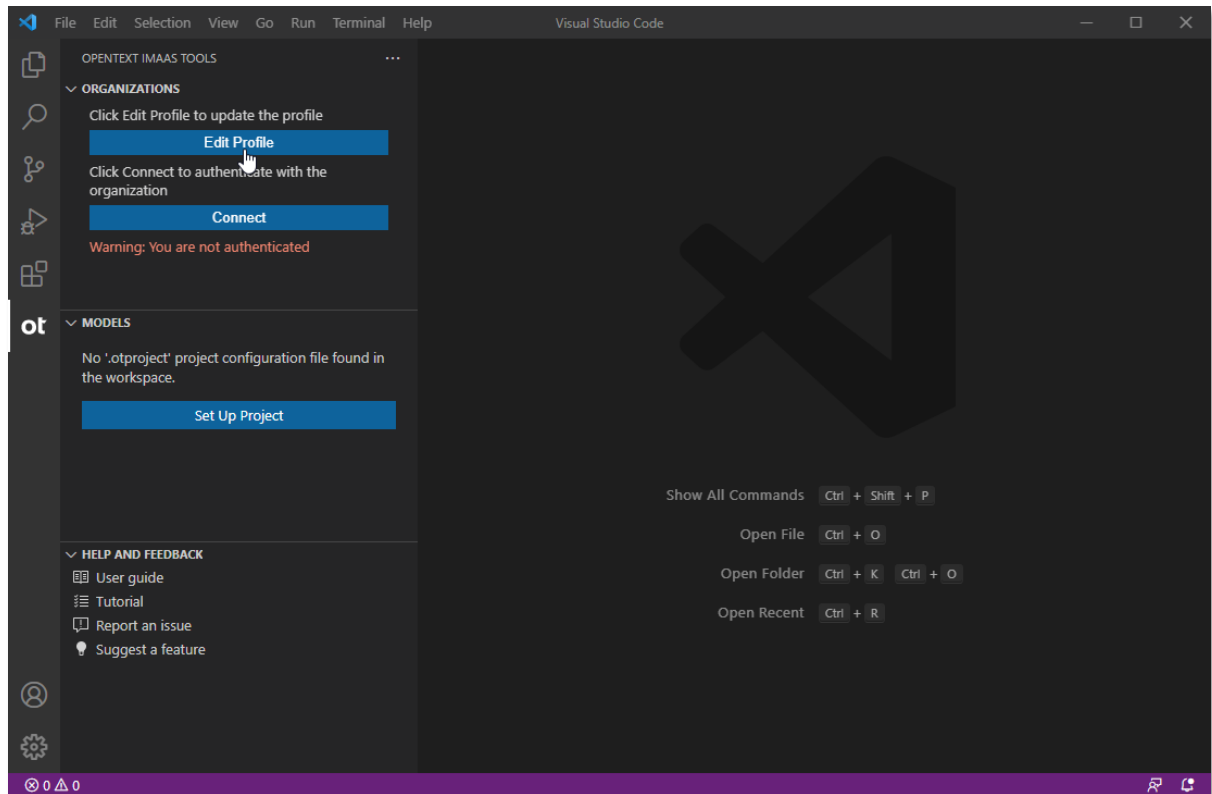 File Edit Selection View Go Run Terminal Help Visual Studio Code
OPENTEXT IMAAS TOOLS ...
ORGANIZATIONS
Click Edit Profile to update the profile
Edit Profile
Click Connect to authenticate with the
organization
Connect
Warning: You are not authenticated
ot
MODELS
No '.otproject' project configuration file found in
the workspace.
Set Up Project
Show All Commands Ctrl + Shift + P
Open File Ctrl + O
Open Folder Ctrl + K Ctrl + O
Open Recent Ctrl + R
HELP AND FEEDBACK
User guide
Tutorial
Report an issue
Suggest a feature
0 0